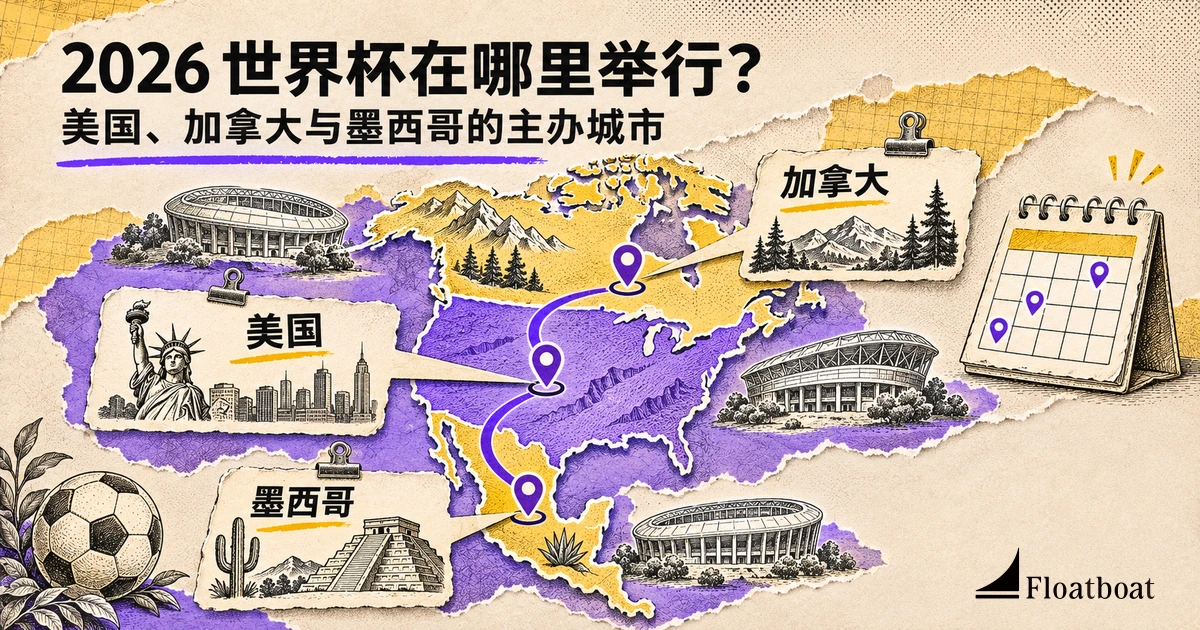 2026 世界杯在哪里举行？
美国、加拿大与墨西哥的主办城市
加拿大
美国
墨西哥
Floatboat